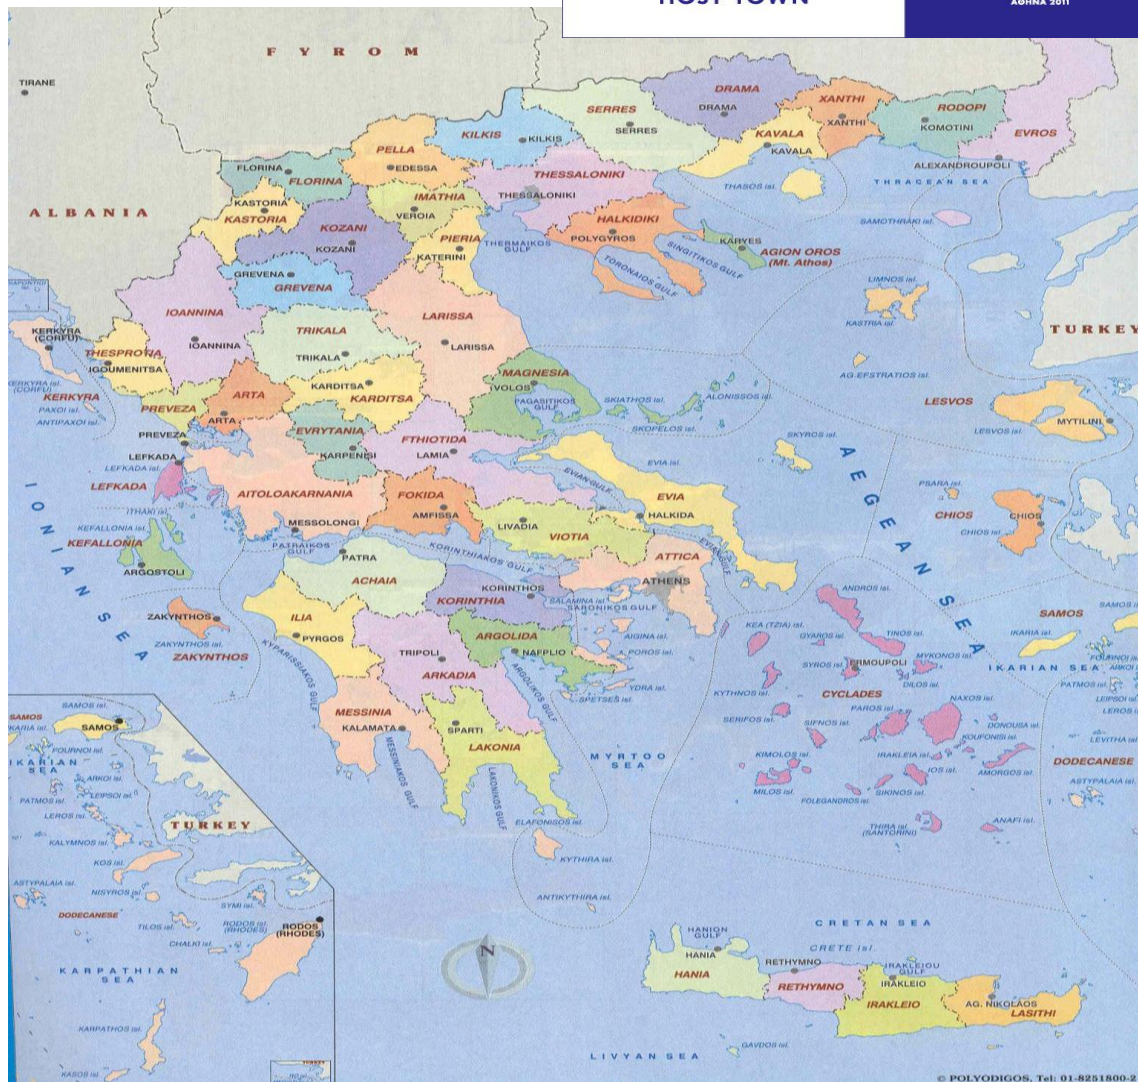 HOST TOWN
ΑΘΗΝΑ 2011
F Y R O M
TIRANE
ALBANIA
DRAMA
DRAMA
XANTHI
XANTHI
RODOPI
KOMOTINI
EVROS
ALEXANDROUPOLI
SERRES
SERRES
KAVALA
KAVALA
KILKIS
KILKIS
PELLA
EDESSA
FLORINA
FLORINA
THESSALONIKI
THESSALONIKI
THASOS isl.
THRACEAN SEA
SAMOTHRAKI isl.
KASTORIA
KASTORIA
IMATHIA
VEROIA
KOZANI
KOZANI
PIERIA
KATERINI
THERMAIKOS
GULF
HALKIDIKI
POLYGYROS
SINGITIKOS GULF
TORONAIOS GULF
KARYES
AGION OROS
(Mt. Athos)
GREVENA
GREVENA
LIMNOS isl.
KASTRIA isl.
IOANNINA
IOANNINA
TRIKALA
TRIKALA
LARISSA
LARISSA
TURKEY
KERKYRA
(CORFU)
KERKYRA isl.
(CORFU)
THESPROTIA
IGOUMENITSA
KERKYRA
PAXOI isl.
ANTIPAXOI isl.
ARTA
ARTA
KARDITSA
KARDITSA
MAGNESIA
VOLOS
PAGASITIKOS
GULF
SKIATHOS isl.
ALONISSOS isl.
SKOPELOS isl.
AG.EFSTRATIOS isl.
LESVOS
LESVOS isl.
MYTILINI
PREVEZA
PREVEZA
EVRYTANIA
KARPENISI
FTHIOTIDA
LAMIA
SKYROS isl.
AEGEAN SEA
LEFKADA
LEFKADA isl.
LEFKADA
AITOLOAKARNANIA
MESSOLONGI
FOKIDA
AMFISSA
EVIA isl.
EVIAN GULF
EVIA
HALKIDA
PSARA isl.
CHIOS
CHIOS
CHIOS isl.
IONIAN SEA
ITHAKI isl.
KEFALLONIA isl.
KEFALLONIA
ARGOSTOLI
PATRAIKOS
GULF
PATRA
KORINTHIAKOS GULF
LIVADIA
VIOTIA
EVIAN GULF
ATTICA
ATHENS
ACHAIA
KORINTHOS
KORINTHIA
SALAMINA isl.
SARONIKOS GULF
AIGINA isl.
POROS isl.
ZAKYNTHOS
ZAKYNTHOS isl.
ZAKYNTHOS
ILIA
PYRGOS
KYPARISSIAKOS GULF
ARGOLIDA
NAFPLIO
TRIPOLI
ARKADIA
ARGOLIKOS GULF
YDRA isl.
SPETSES isl.
ANDROS isl.
KEA (TZIA) isl.
GYAROS isl.
TINOS isl.
SYROS isl.
ERMOUPOLI
MYKONOS isl.
DILOS isl.
KYTHNOS isl.
CYCLADES
SAMOS
IKARIA isl.
IKARIAN SEA
PATMOS isl.
NAXOS isl.
PAROS isl.
SERIFOS isl.
SIFNOS isl.
DONOUSA isl.
KOUFONISI isl.
LEVITHA isl.
KIMOLOS isl.
MILOS isl.
IRAKLEIA isl.
IOS isl.
SIKINOS isl.
FOLEGANDROS isl.
AMORGOS isl.
DODECANESE
ASTYPALAIA isl.
THIRA isl.
(SANTORINI)
ANAFI isl.
MESSINIA
KALAMATA
MESSINIAKOS GULF
SPARTI
LAKONIA
LAKONIKOS GULF
MYRTOO
SEA
ELAFONISOS isl.
KYTHIRA isl.
ANTIKYTHIRA isl.
SAMOS isl.
SAMOS
SAMOS
FOURNOI isl.
IKARIAN
SEA
ARKOI isl.
PATMOS isl.
LEIPSOI isl.
LEROS isl.
TURKEY
KALYMNOS isl.
KOS isl.
ASTYPALAIA isl.
NISYROS isl.
SYMI isl.
DODECANESE
TILOS isl.
RODOS isl.
(RHODES)
RODOS
(RHODES)
CHALKI isl.
KARPATHIAN
SEA
KARPATHOS isl.
KASOS isl.
N
CRETAN SEA
CRETE isl.
HANION
GULF
HANIA
HANIA
RETHYMNO
RETHYMNO
IRAKLEIOU
GULF
IRAKLEIO
IRAKLEIO
AG. NIKOLAOS
LASITHI
GAVDOS isl.
LIVYAN SEA
© POLYODIGOS, Tel: 01-8251800-2